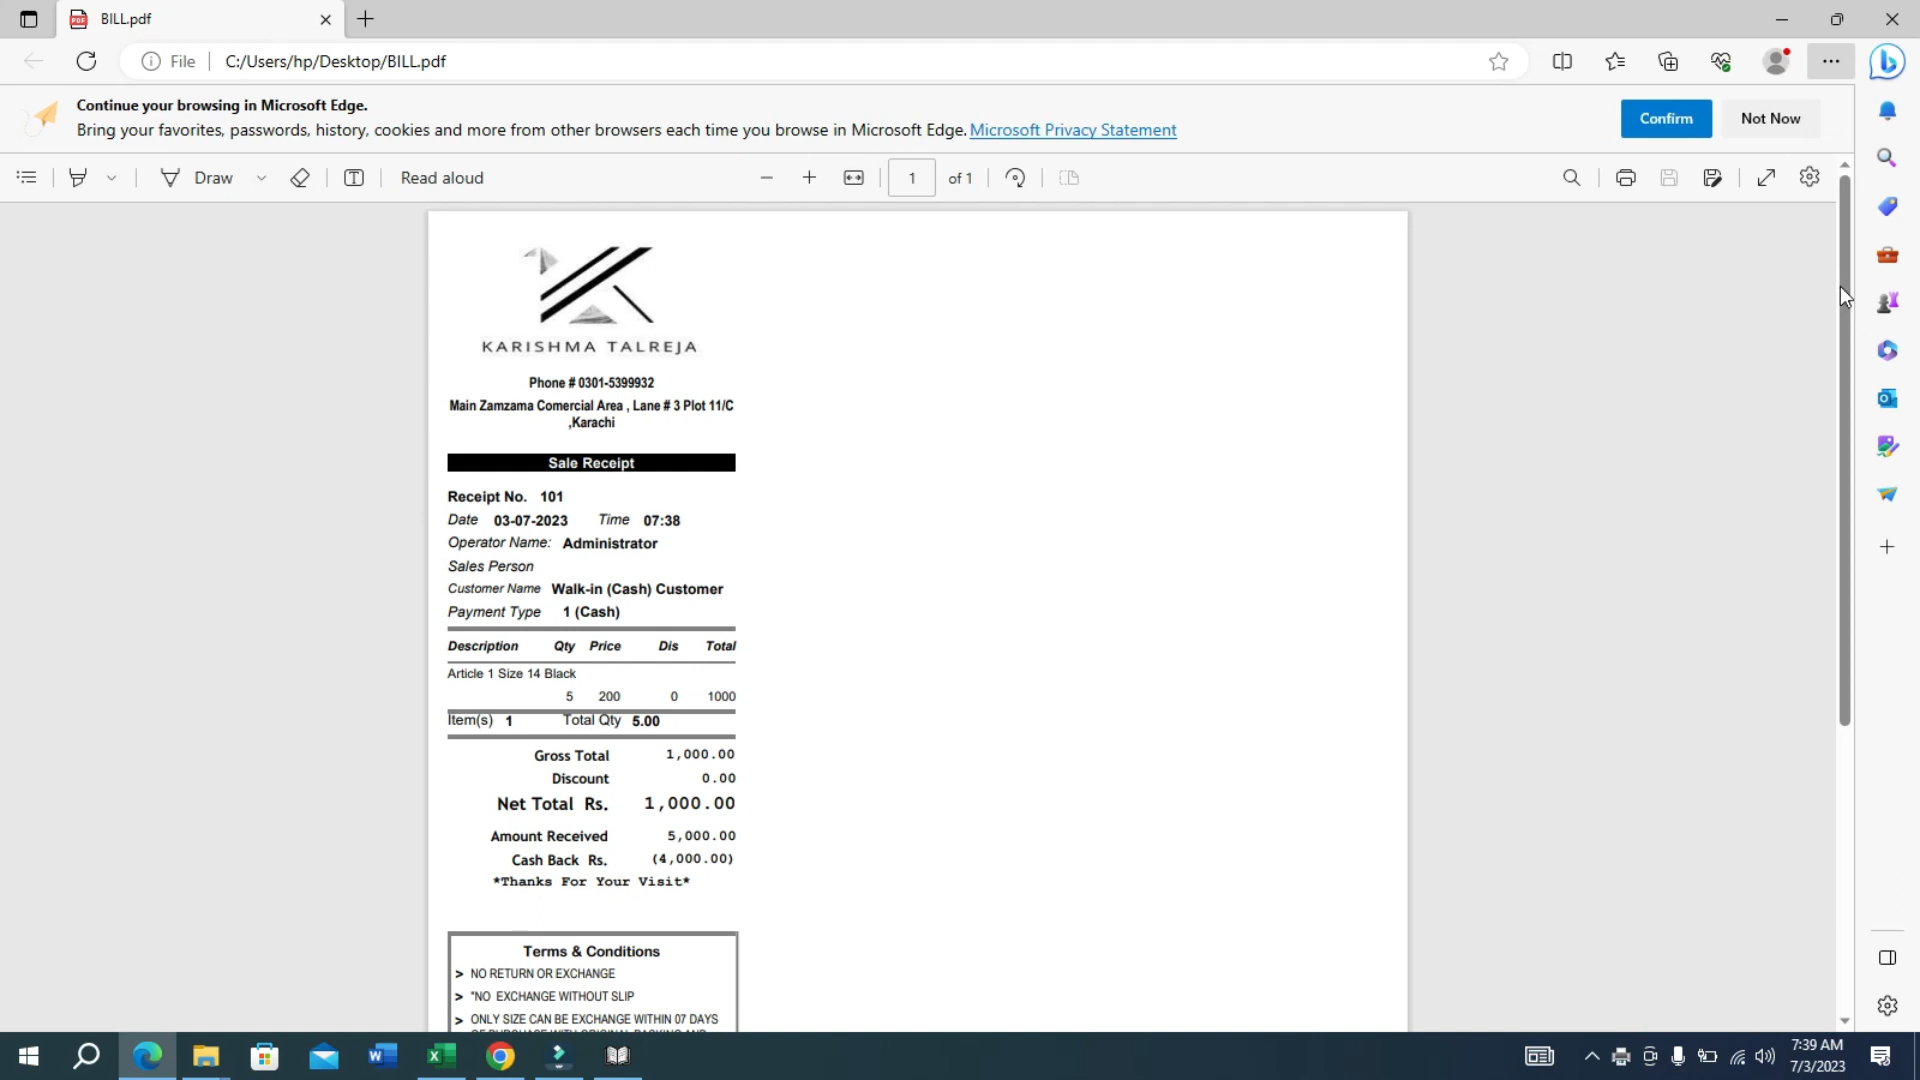 BILL.pdf
File C:/Users/hp/Desktop/BILL.pdf
Continue your browsing in Microsoft Edge.
Bring your favorites, passwords, history, cookies and more from other browsers each time you browse in Microsoft Edge. Microsoft Privacy Statement
Confirm Not Now
Draw Read aloud 1 of 1
KARISHMA TALREJA
Phone # 0301-5399932
Main Zamzama Comercial Area , Lane # 3 Plot 11/C
,Karachi
Sale Receipt
Receipt No. 101
Date 03-07-2023 Time 07:38
Operator Name: Administrator
Sales Person
Customer Name Walk-in (Cash) Customer
Payment Type 1 (Cash)
Description Qty Price Dis Total
Article 1 Size 14 Black
5 200 0 1000
Item(s) 1 Total Qty 5.00
Gross Total 1,000.00
Discount 0.00
Net Total Rs. 1,000.00
Amount Received 5,000.00
Cash Back Rs. (4,000.00)
*Thanks For Your Visit*
Terms & Conditions
> NO RETURN OR EXCHANGE
> "NO EXCHANGE WITHOUT SLIP
> ONLY SIZE CAN BE EXCHANGE WITHIN 07 DAYS
7:39 AM
7/3/2023